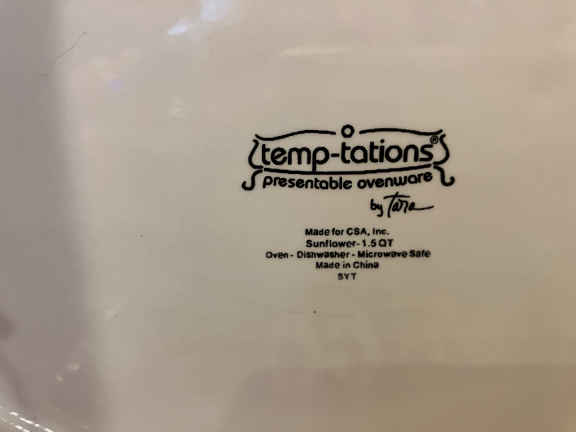 temp-tations®
presentable ovenware
by Tara
Made for CSA, Inc.
Sunflower-1.5 QT
Oven - Dishwasher - Microwave Safe
Made in China
SYT